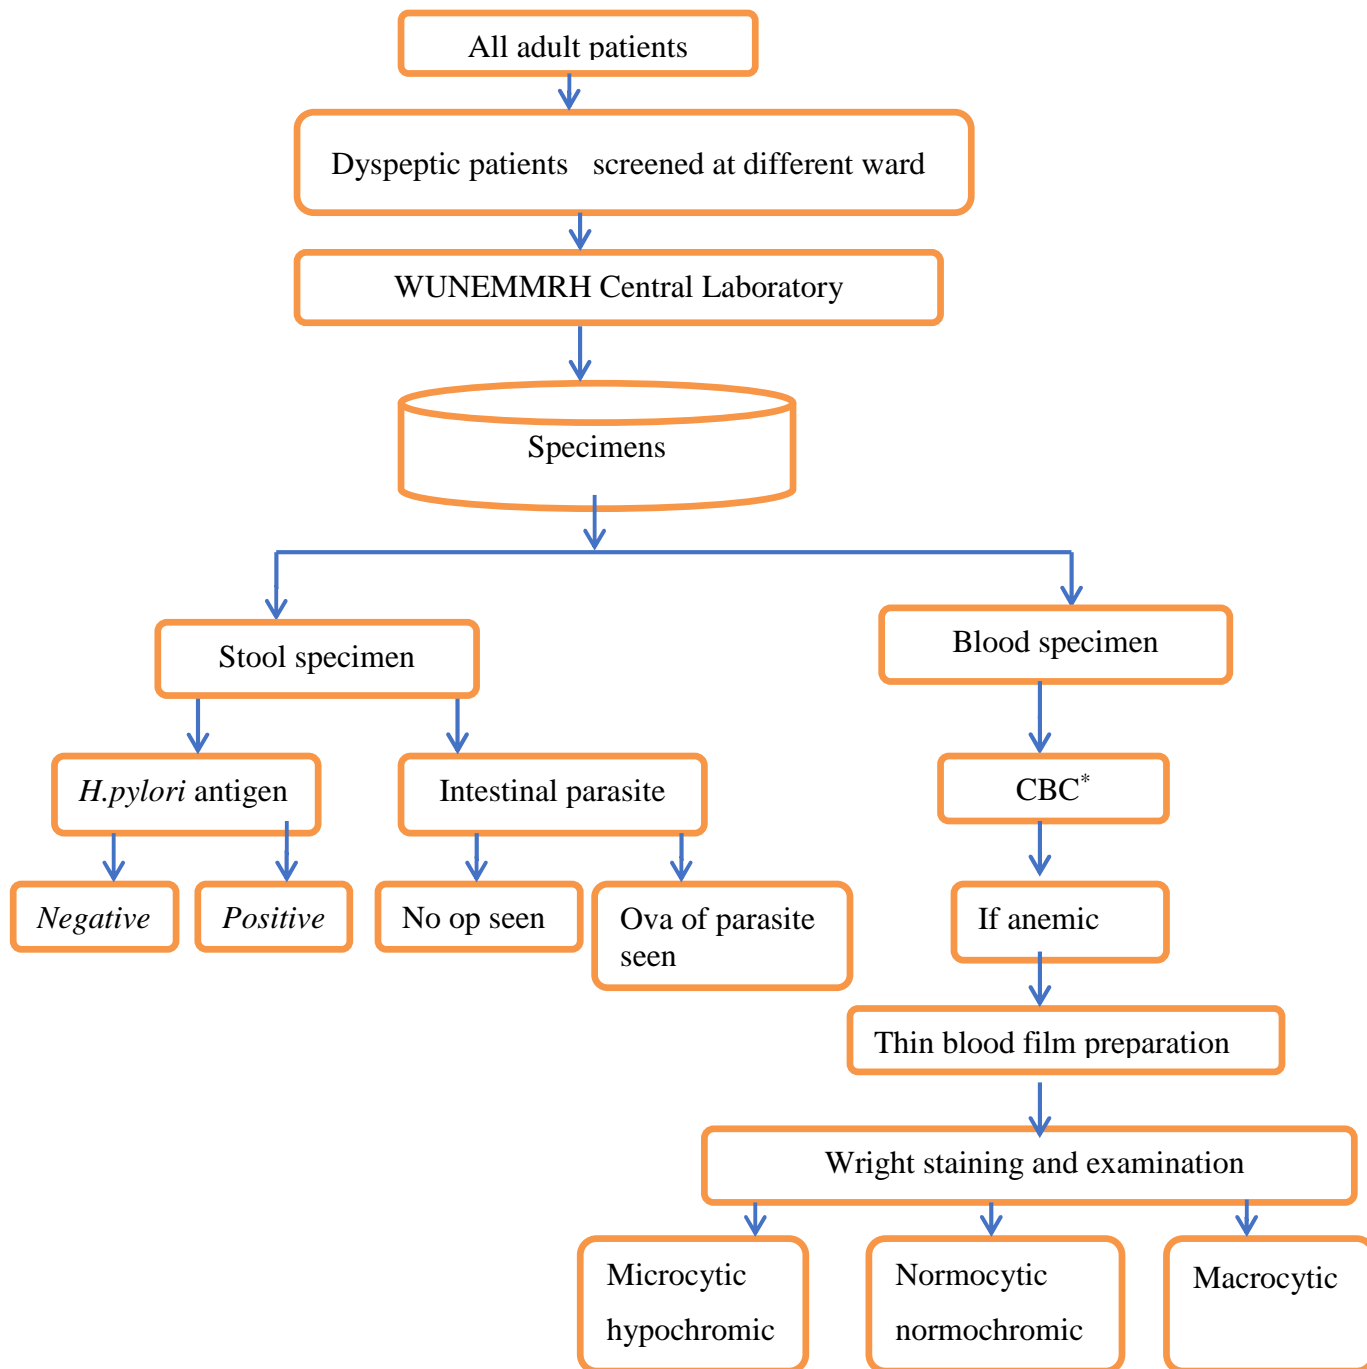 All adult patients
Dyspeptic patients screened at different ward
WUNEMMRH Central Laboratory
Specimens
Stool specimen
Blood specimen
H.pylori antigen
Intestinal parasite
CBC*
Negative
Positive
No op seen
Ova of parasite
seen
If anemic
Thin blood film preparation
Wright staining and examination
Microcytic
hypochromic
Normocytic
normochromic
Macrocytic